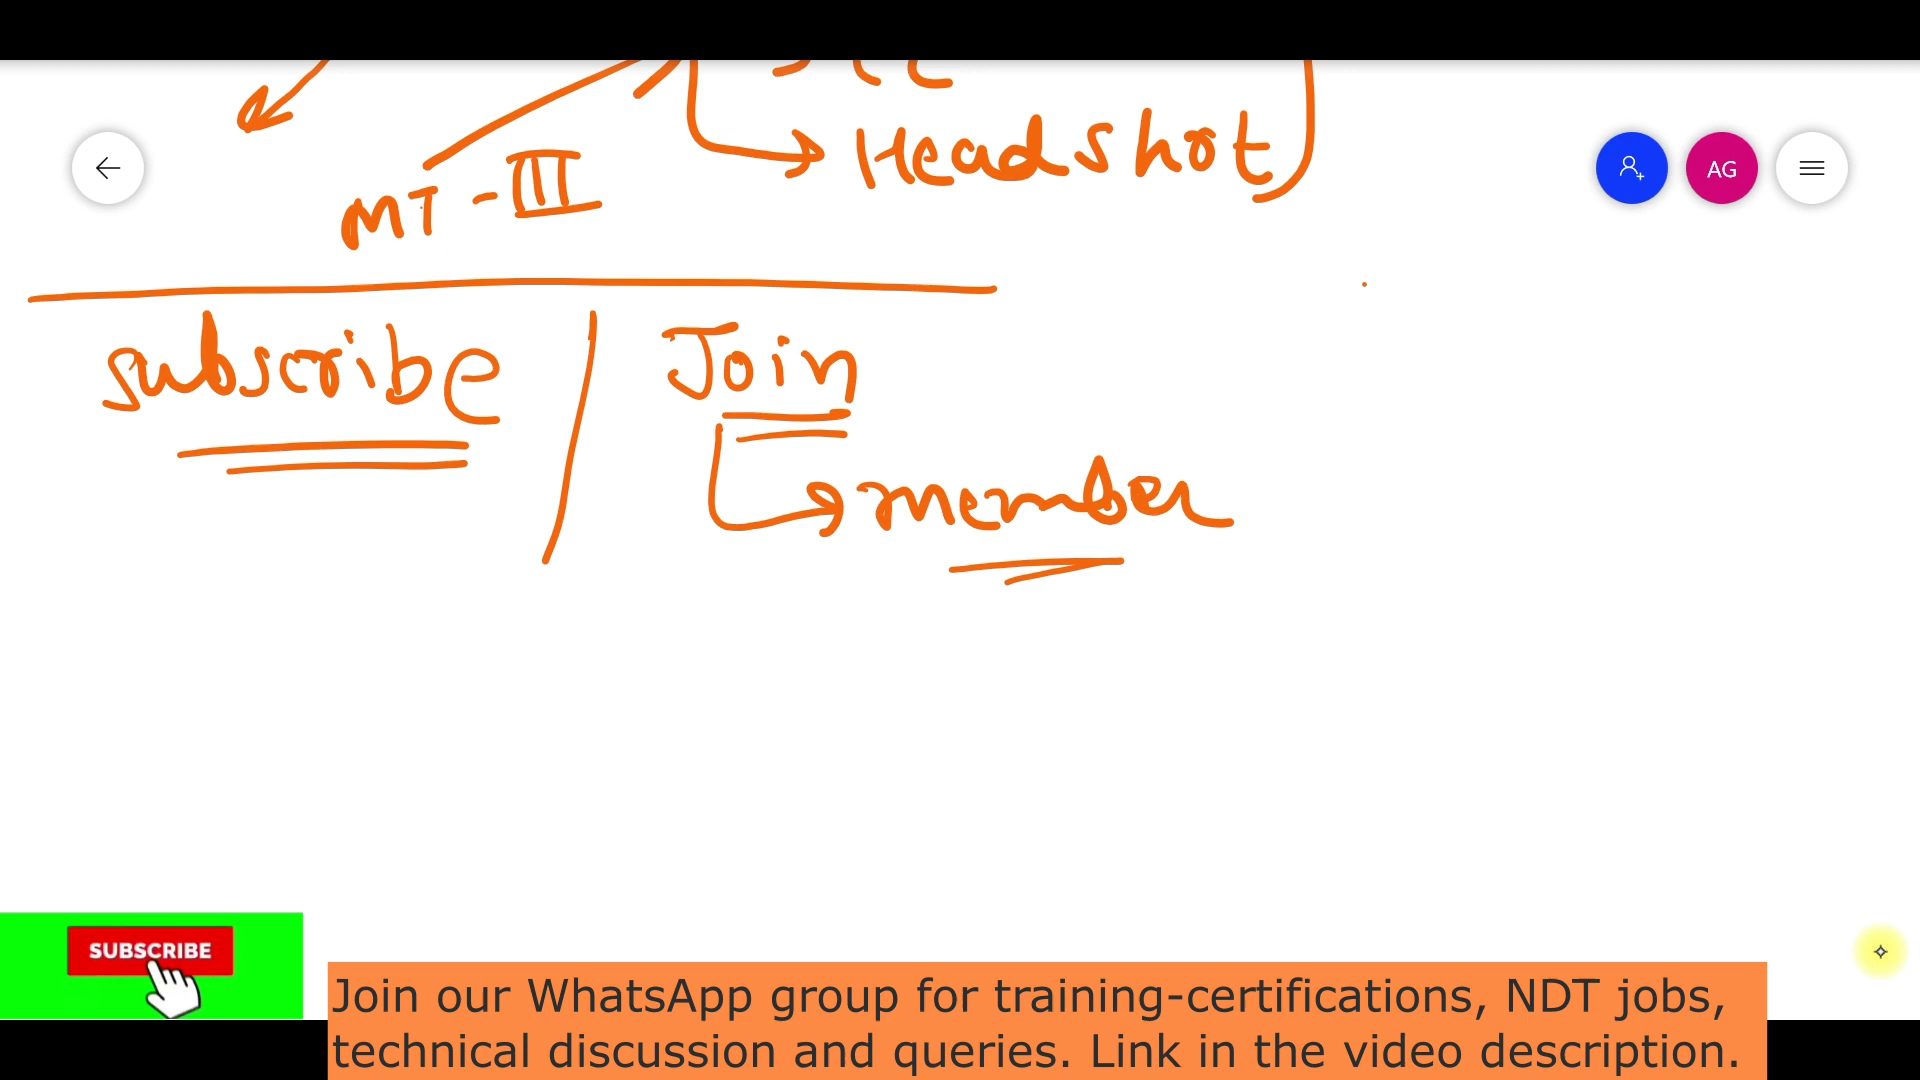 Headshot
AG
MT-III
Subscribe / Join
member
SUBSCRIBE
Join our WhatsApp group for training-certifications, NDT jobs,
technical discussion and queries. Link in the video description.